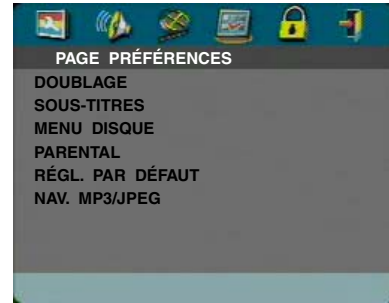 PAGE PRÉFÉRENCES
DOUBLAGE
SOUS-TITRES
MENU DISQUE
PARENTAL
RÉGL. PAR DÉFAUT
NAV. MP3/JPEG